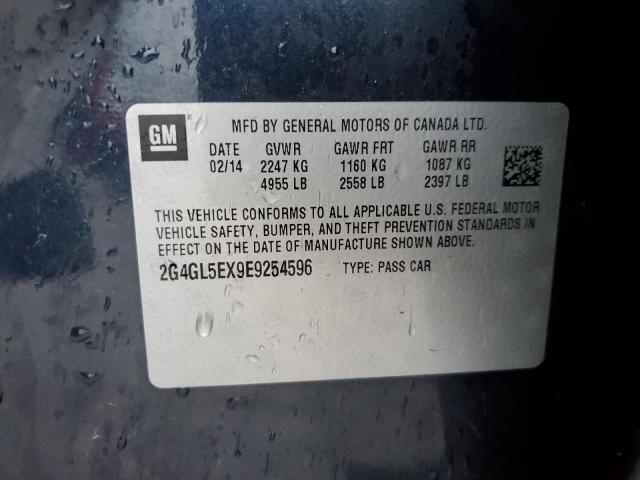 GM
MFD BY GENERAL MOTORS OF CANADA LTD.
DATE GVWR GAWR FRT GAWR RR
02/14 2247 KG 1160 KG 1087 KG
4955 LB 2558 LB 2397 LB
THIS VEHICLE CONFORMS TO ALL APPLICABLE U.S. FEDERAL MOTOR
VEHICLE SAFETY, BUMPER, AND THEFT PREVENTION STANDARDS IN
EFFECT ON THE DATE OF MANUFACTURE SHOWN ABOVE.
2G4GL5EX9E9254596 TYPE: PASS CAR